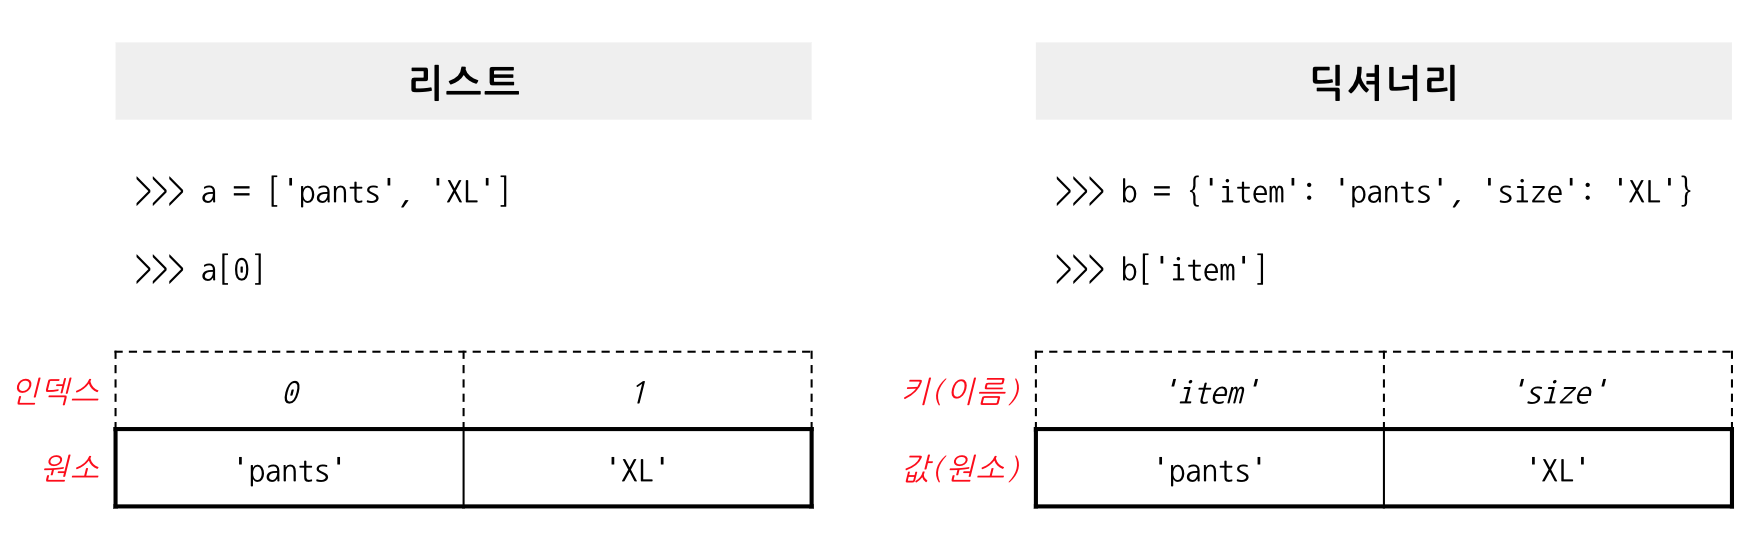 리스트
>>> a = ['pants', 'XL']
>>> a[0]
인덱스 0 1
원소 'pants' 'XL'
딕셔너리
>>> b = {'item': 'pants', 'size': 'XL'}
>>> b['item']
키(이름) 'item' 'size'
값(원소) 'pants' 'XL'